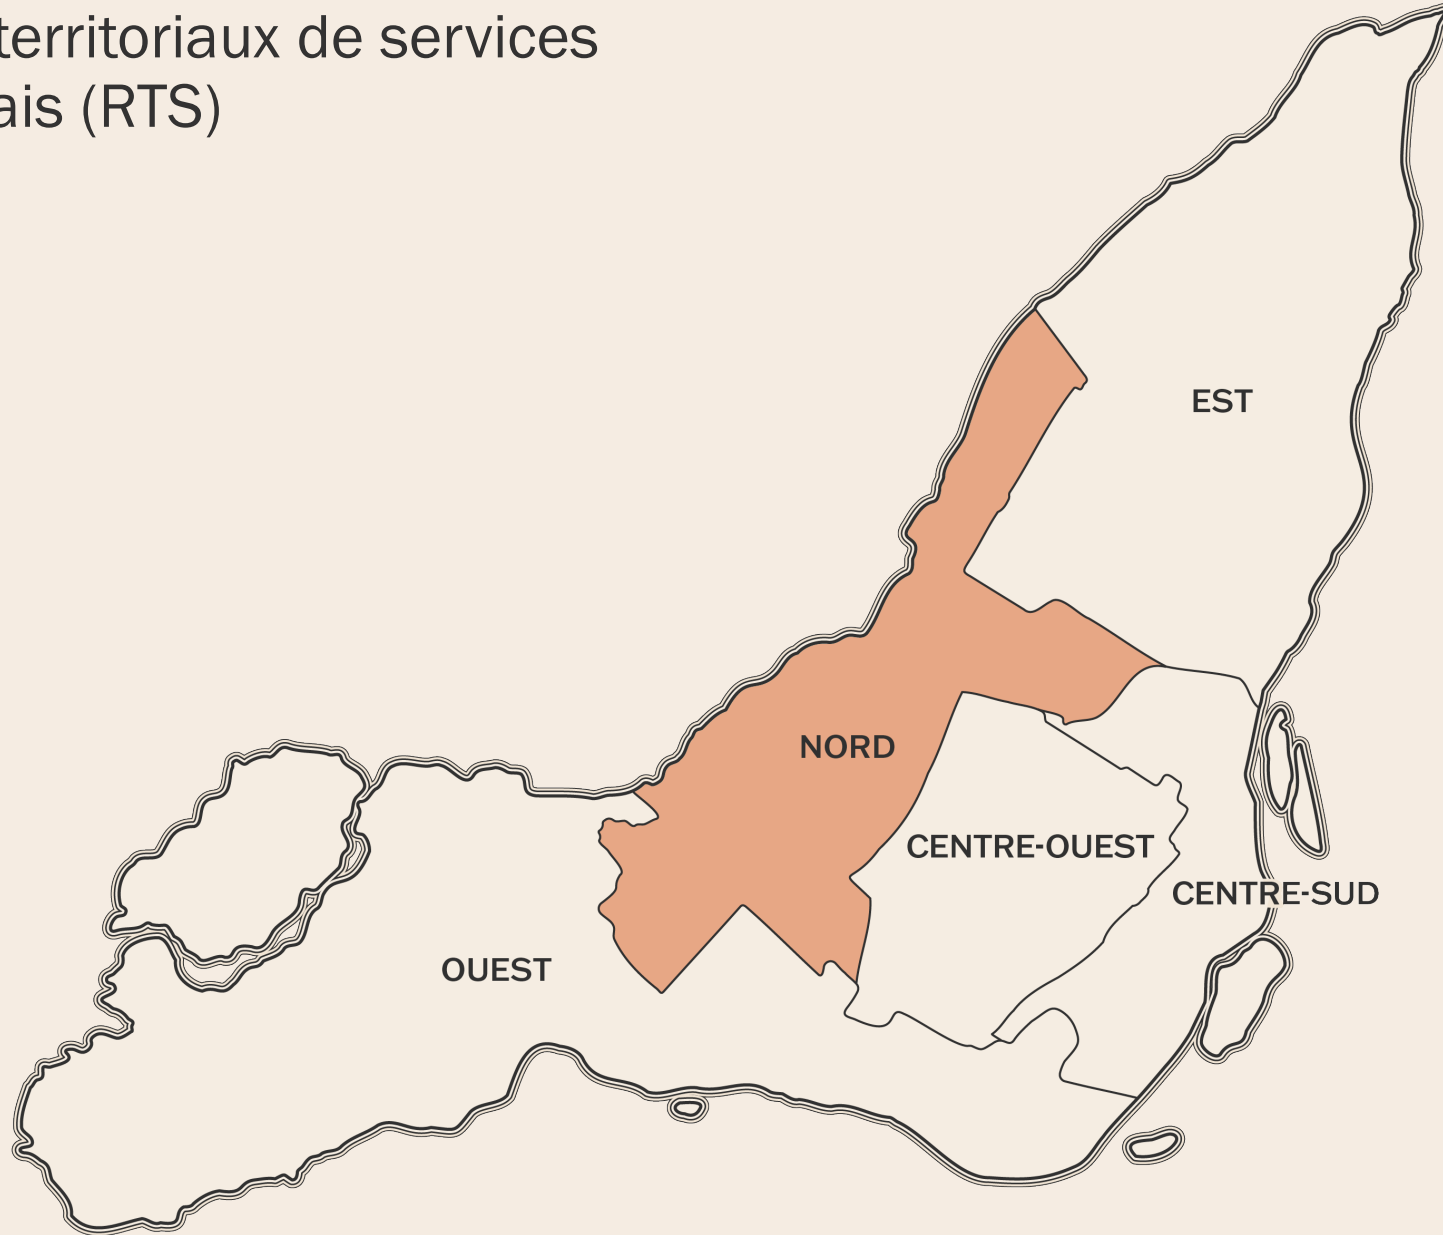 territoriaux de services
ais (RTS)
EST
NORD
CENTRE-OUEST
CENTRE-SUD
OUEST